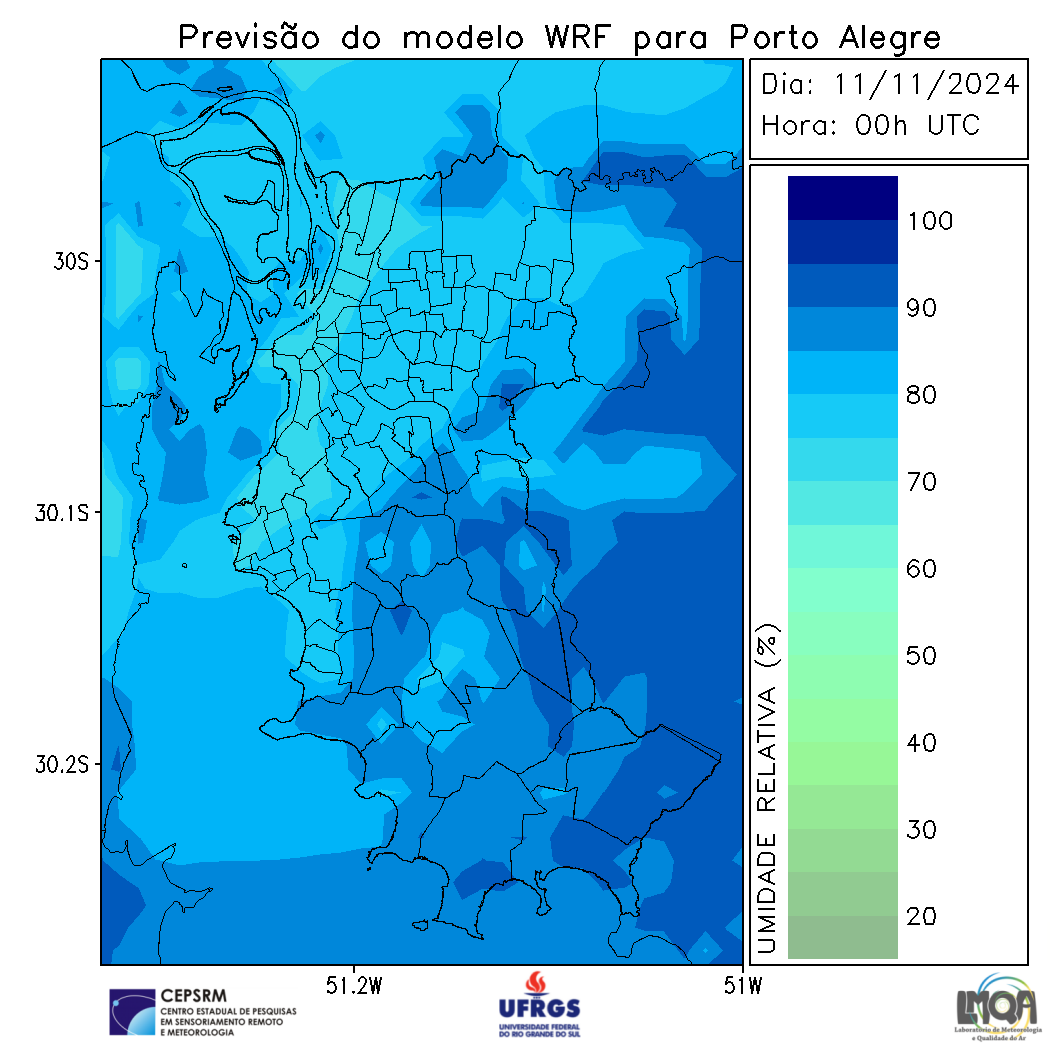 Previsão do modelo WRF para Porto Alegre
Dia: 11/11/2024
Hora: 00h UTC
30S
30.1S
30.2S
51.2W
51W
100
90
80
70
60
50
40
30
20
UMIDADE RELATIVA (%)
CEPSRM
CENTRO ESTADUAL DE PESQUISAS
EM SENSORIAMENTO REMOTO
E METEOROLOGIA
UFRGS
UNIVERSIDADE FEDERAL
DO RIO GRANDE DO SUL
LMQA
Laboratório de Meteorologia
e Qualidade do Ar